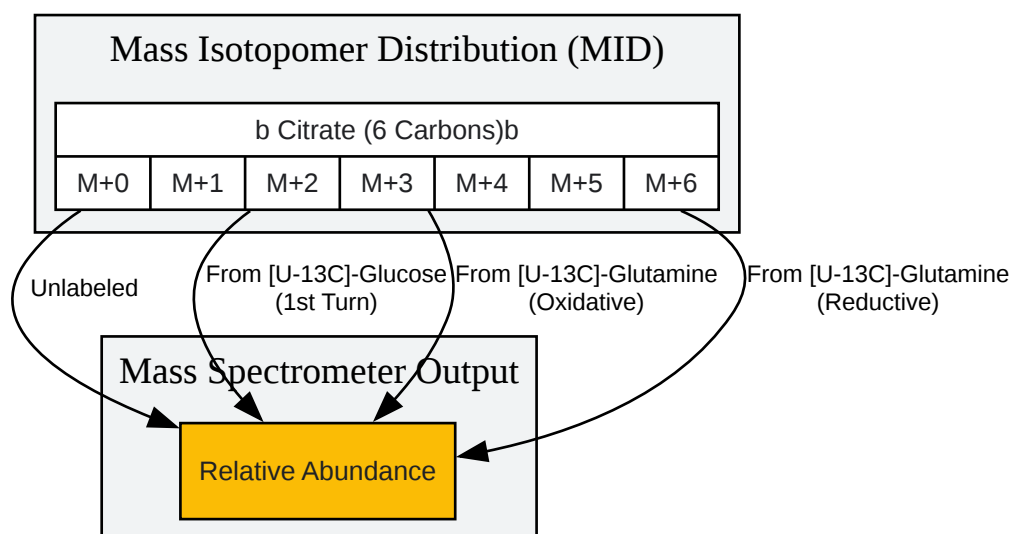 Mass Isotopomer Distribution (MID)
b Citrate (6 Carbons)b
M+0 M+1 M+2 M+3 M+4 M+5 M+6
Unlabeled
From [U-13C]-Glucose
(1st Turn)
From [U-13C]-Glutamine
(Oxidative)
From [U-13C]-Glutamine
(Reductive)
Mass Spectrometer Output
Relative Abundance